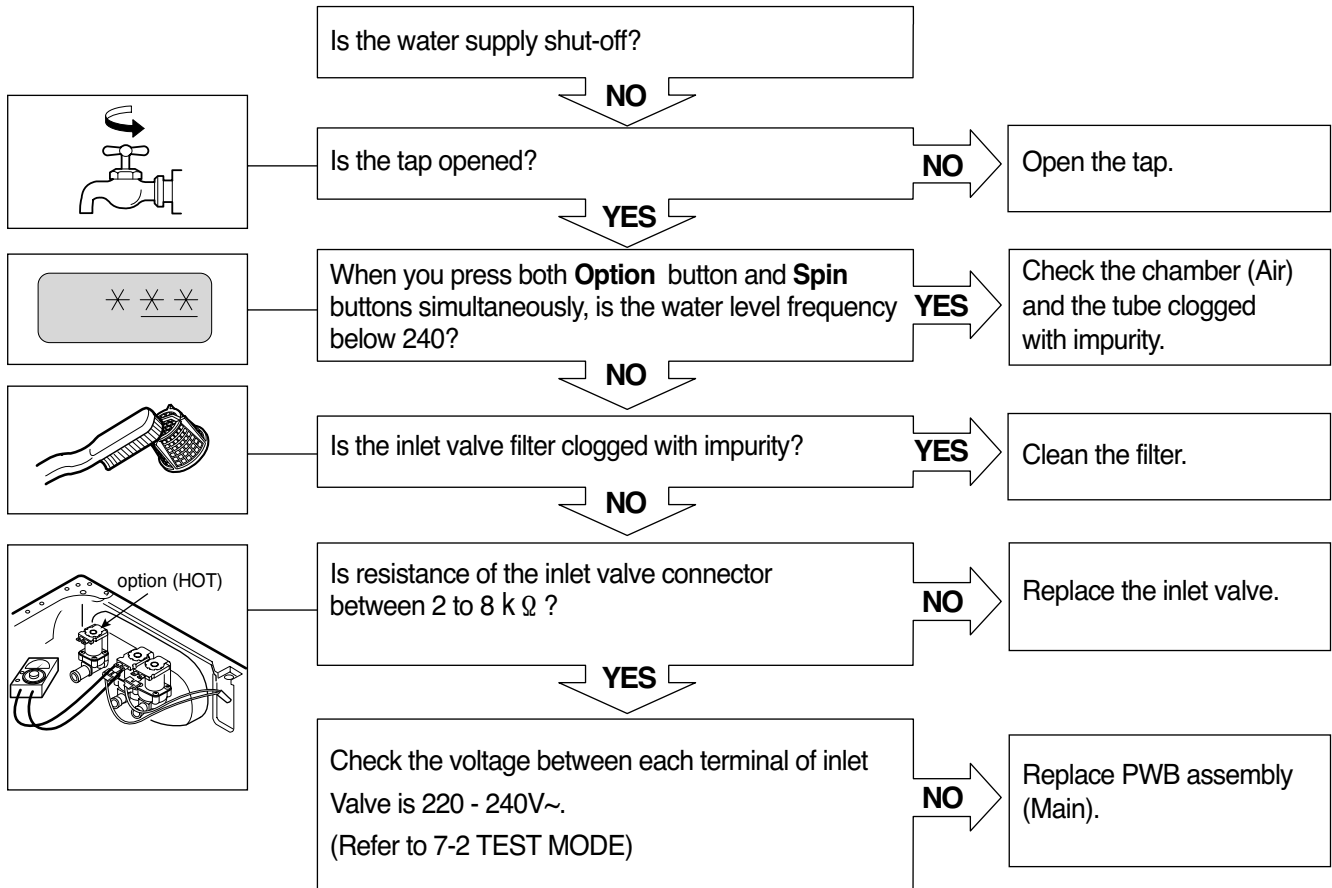 Is the water supply shut-off?
NO
Is the tap opened?
NO
Open the tap.
YES
When you press both Option button and Spin
buttons simultaneously, is the water level frequency
below 240?
YES
Check the chamber (Air)
and the tube clogged
with impurity.
* * *
NO
Is the inlet valve filter clogged with impurity?
YES
Clean the filter.
NO
option (HOT)
Is resistance of the inlet valve connector
between 2 to 8 k Ω ?
NO
Replace the inlet valve.
YES
Check the voltage between each terminal of inlet
Valve is 220 - 240V~.
(Refer to 7-2 TEST MODE)
NO
Replace PWB assembly
(Main).